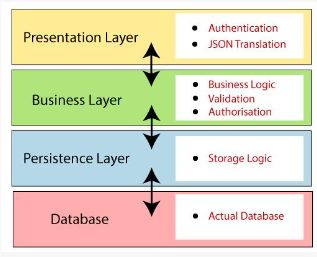 Presentation Layer
Authentication
JSON Translation
Business Layer
Business Logic
Validation
Authorisation
Persistence Layer
Storage Logic
Database
Actual Database